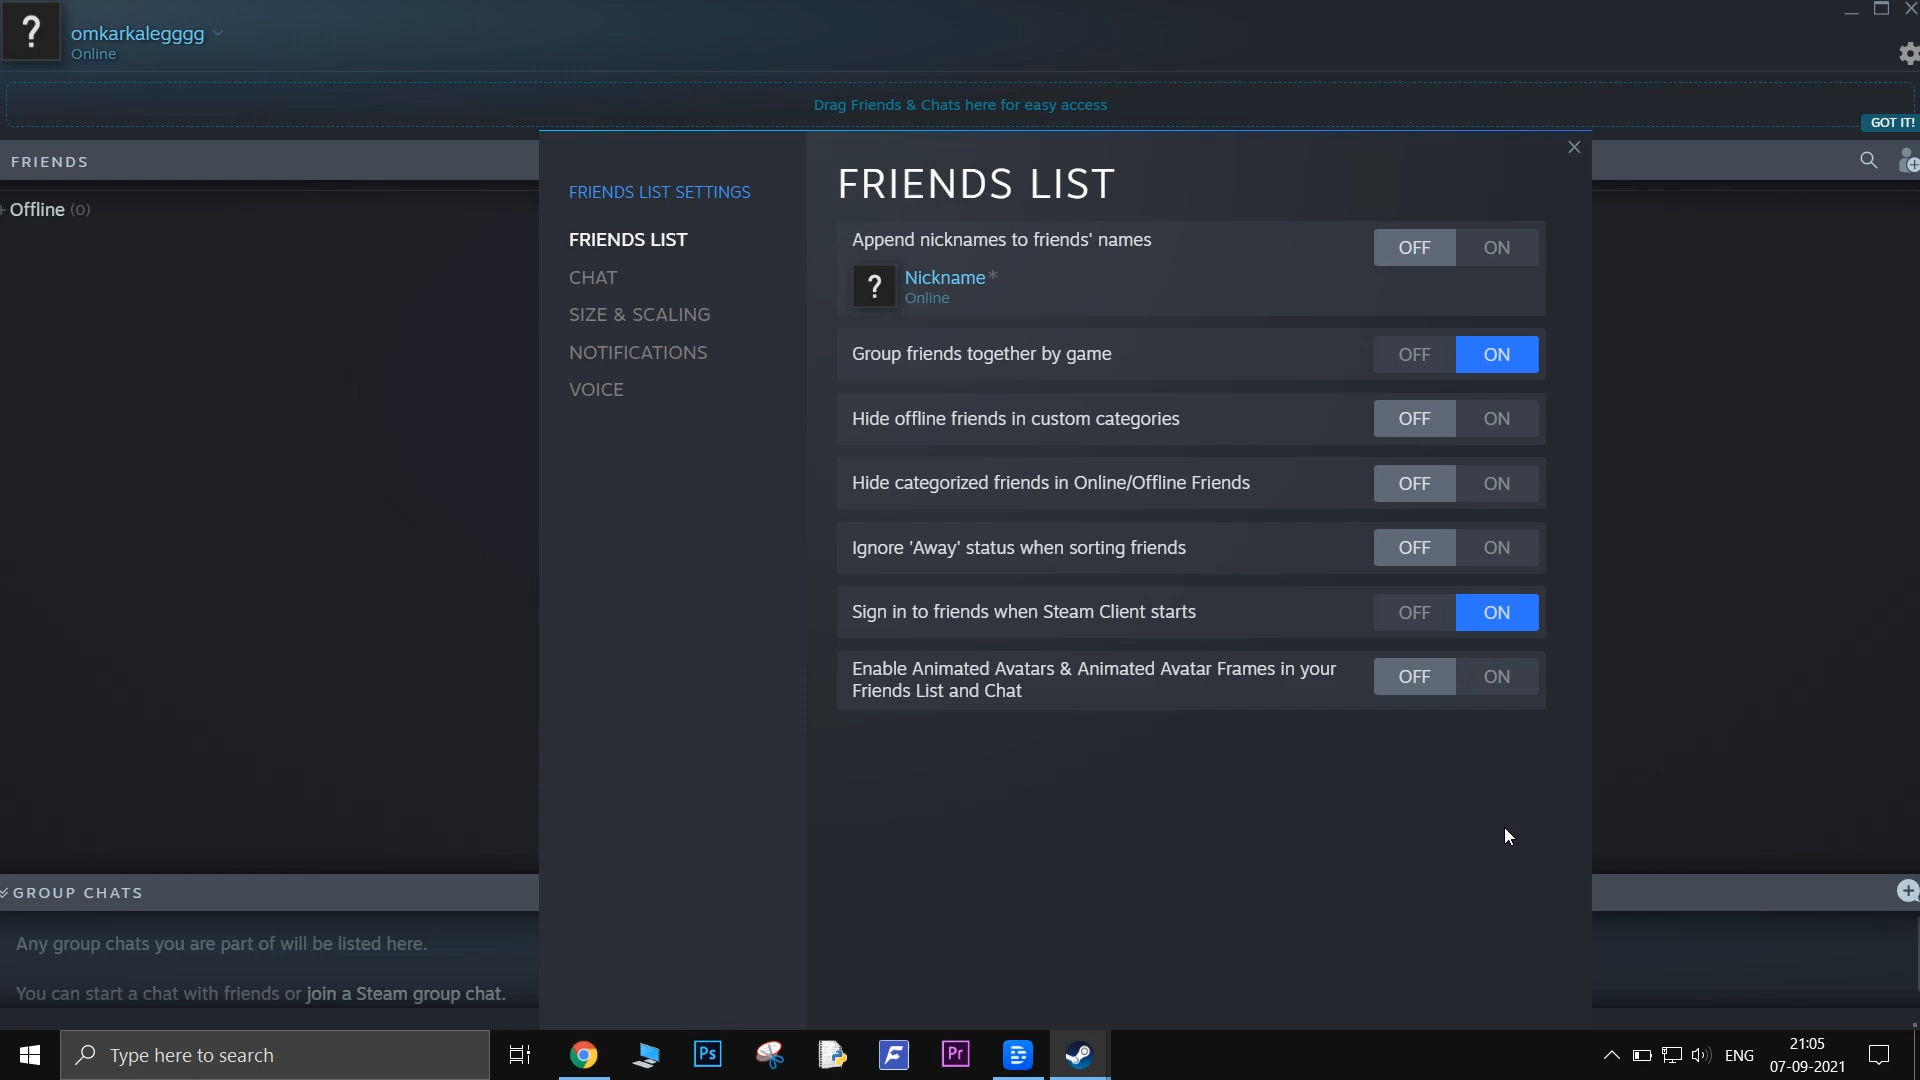 ?
omkarkalegggg
Online
Drag Friends & Chats here for easy access
GOT IT!
FRIENDS
Offline (0)
FRIENDS LIST SETTINGS
FRIENDS LIST
CHAT
SIZE & SCALING
NOTIFICATIONS
VOICE
FRIENDS LIST
Append nicknames to friends' names
OFF ON
?
Nickname *
Online
Group friends together by game
OFF ON
Hide offline friends in custom categories
OFF ON
Hide categorized friends in Online/Offline Friends
OFF ON
Ignore 'Away' status when sorting friends
OFF ON
Sign in to friends when Steam Client starts
OFF ON
Enable Animated Avatars & Animated Avatar Frames in your
Friends List and Chat
OFF ON
GROUP CHATS
Any group chats you are part of will be listed here.
You can start a chat with friends or join a Steam group chat.
Type here to search
Ps
F
Pr
ENG
21:05
07-09-2021